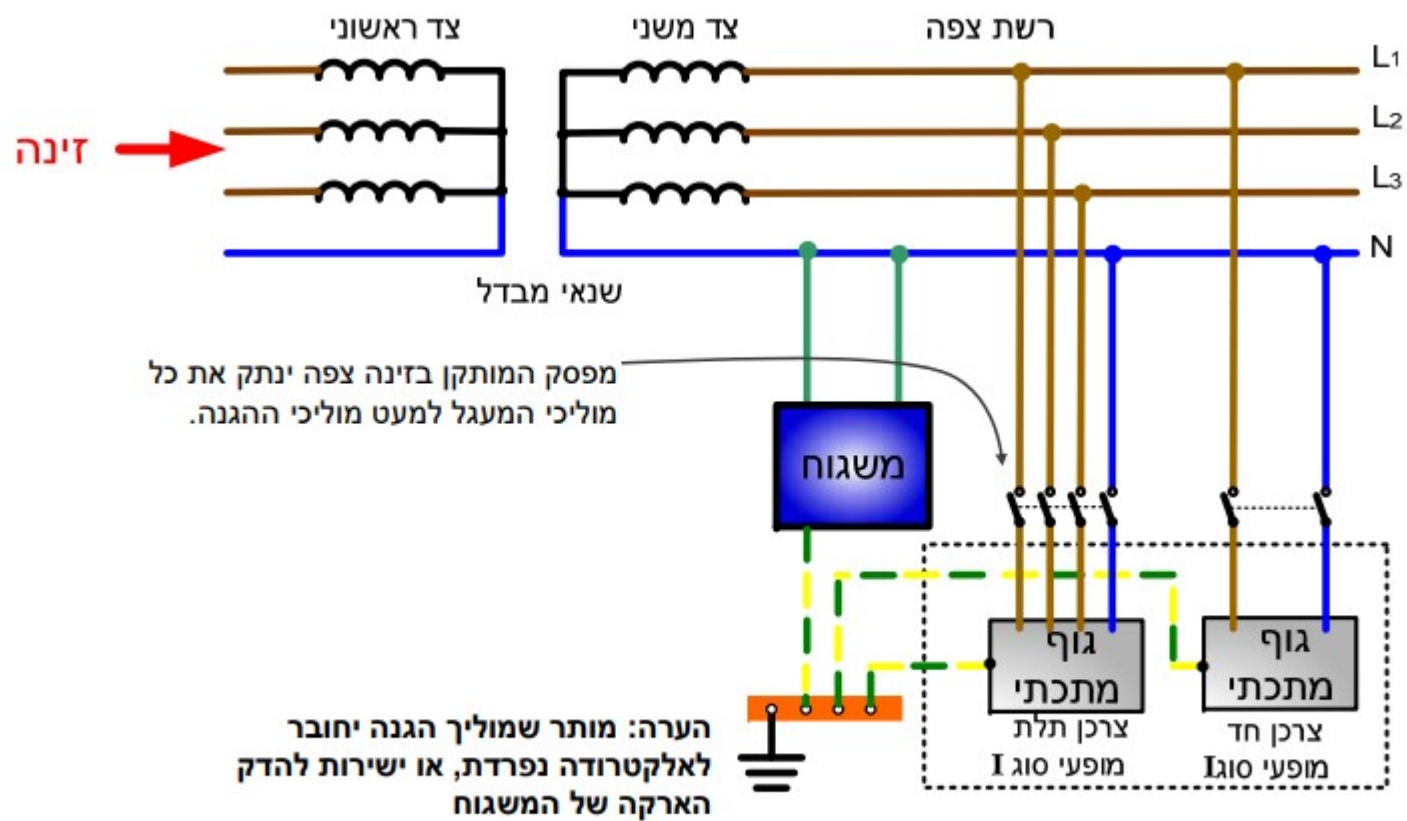 צד ראשוני
צד משני
רשת צפה
L1
L2
L3
N
זינה
שנאי מבדל
מפסק המותקן בזינה צפה ינתק את כל
מוליכי המעגל למעט מוליכי ההגנה.
משגוח
גוף
מתכתי
צרכן תלת
מופעי סוג I
גוף
מתכתי
צרכן חד
מופעי סוגI
הערה: מותר שמוליך הגנה יחובר
לאלקטרודה נפרדת, או ישירות להדק
הארקה של המשגוח